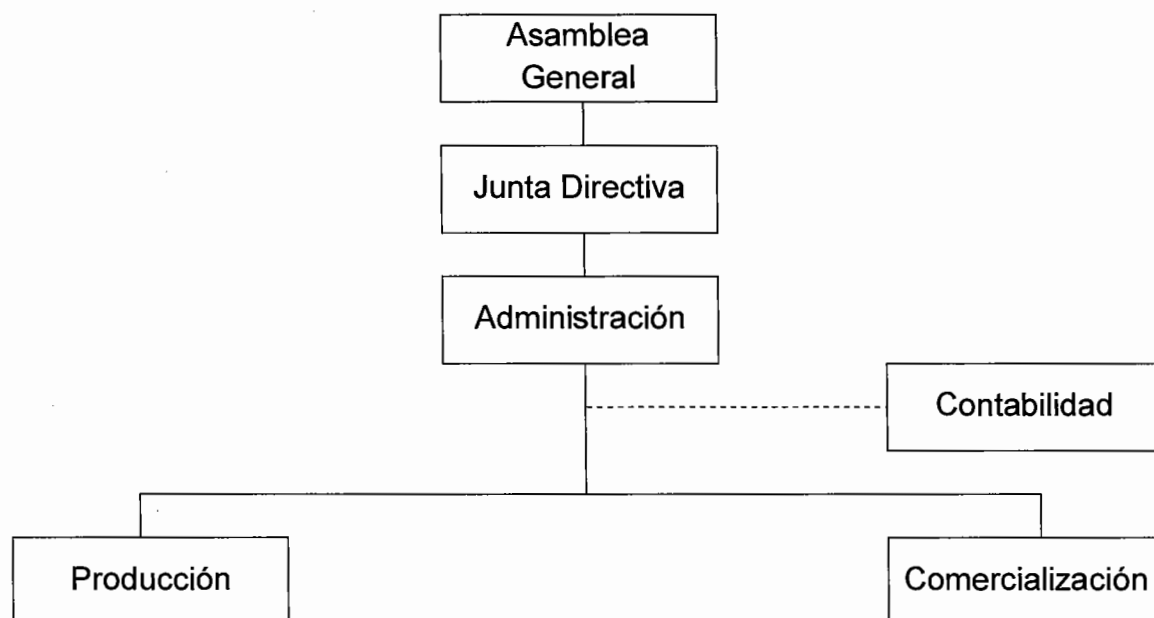 Asamblea
General
Junta Directiva
Administración
Contabilidad
Producción
Comercialización